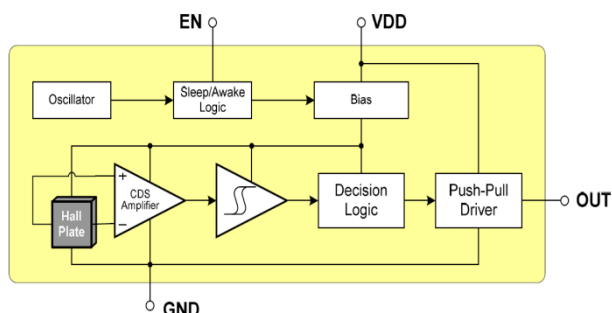 EN
VDD
Oscillator
Sleep/Awake
Logic
Bias
+
CDS
Amplifier
−
Hall
Plate
Decision
Logic
Push-Pull
Driver
OUT
GND